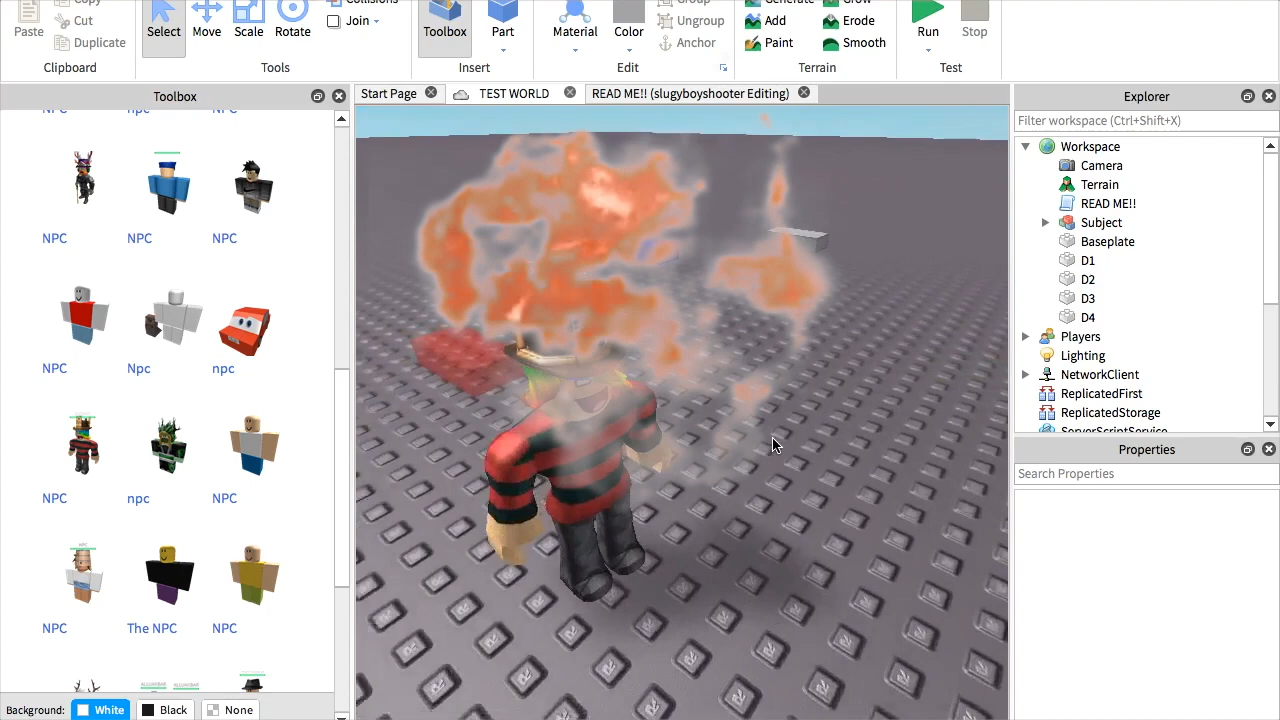 Copy
Collisions
Group
Generate
Grow
Paste
Cut
Select
Move
Scale
Rotate
Join
Toolbox
Part
Material
Color
Ungroup
Add
Erode
Run
Stop
Duplicate
Anchor
Paint
Smooth
Clipboard
Tools
Insert
Edit
Terrain
Test
Toolbox
Start Page
TEST WORLD
READ ME!! (slugyboyshooter Editing)
Explorer
NPC
npc
NPC
Filter workspace (Ctrl+Shift+X)
Workspace
Camera
Terrain
READ ME!!
Subject
Baseplate
D1
D2
D3
D4
Players
Lighting
NetworkClient
ReplicatedFirst
ReplicatedStorage
ServerScriptService
NPC
NPC
NPC
NPC
Npc
npc
NPC
npc
NPC
NPC
The NPC
NPC
Properties
Search Properties
Background:
White
Black
None